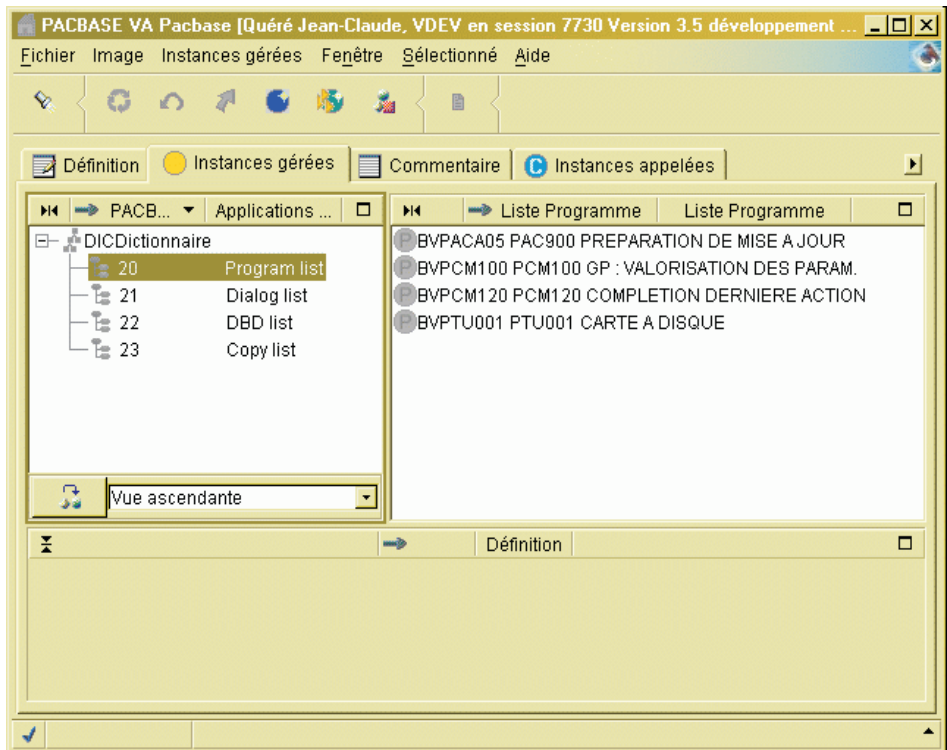 PACBASE VA Pacbase [Quéré Jean-Claude, VDEV en session 7730 Version 3.5 développement ...
Fichier Image Instances gérées Fenêtre Sélectionné Aide
Définition Instances gérées Commentaire C Instances appelées
PACB... Applications ... Liste Programme Liste Programme
DICDictionnaire
20 Program list
21 Dialog list
22 DBD list
23 Copy list
Vue ascendante
P BVPACA05 PAC900 PREPARATION DE MISE A JOUR
P BVPCM100 PCM100 GP : VALORISATION DES PARAM.
P BVPCM120 PCM120 COMPLETION DERNIERE ACTION
P BVPTU001 PTU001 CARTE A DISQUE
Définition